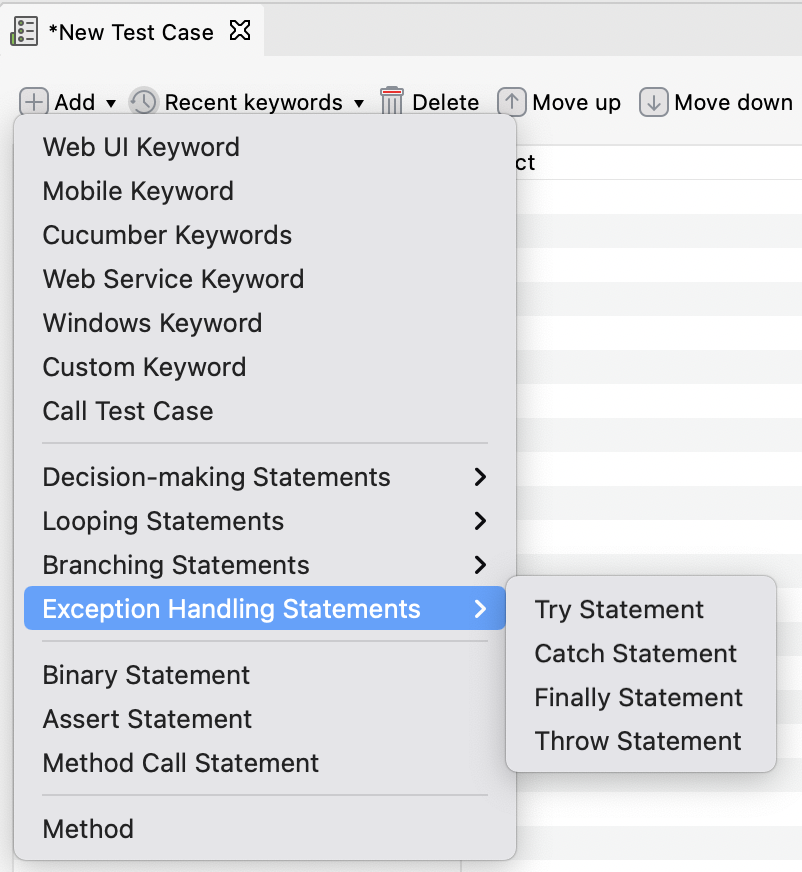 *New Test Case
Add Recent keywords Delete Move up Move down
ct
Web UI Keyword
Mobile Keyword
Cucumber Keywords
Web Service Keyword
Windows Keyword
Custom Keyword
Call Test Case
Decision-making Statements
Looping Statements
Branching Statements
Exception Handling Statements
Try Statement
Catch Statement
Finally Statement
Throw Statement
Binary Statement
Assert Statement
Method Call Statement
Method